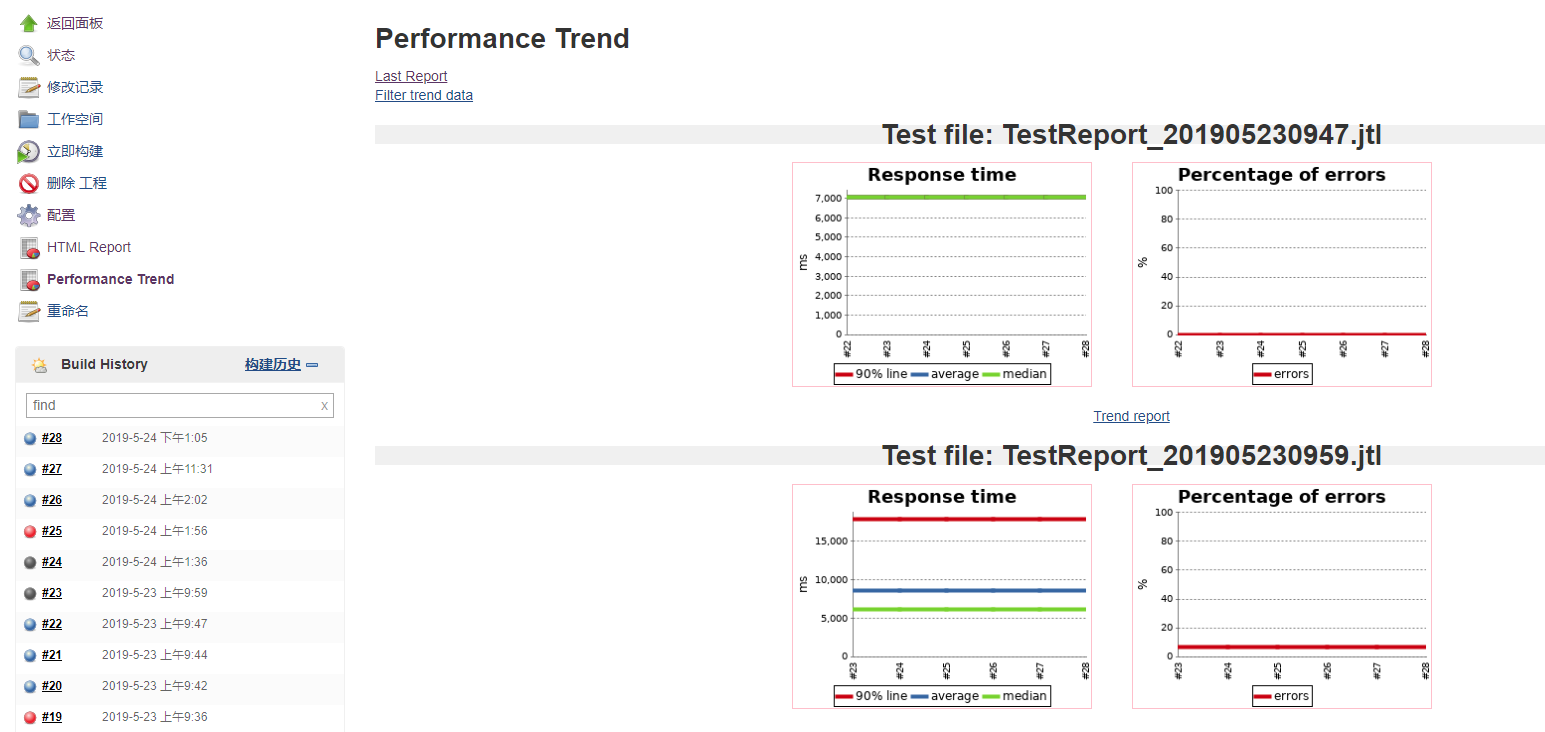 返回面板
状态
修改记录
工作空间
立即构建
删除 工程
配置
HTML Report
Performance Trend
重命名
Build History 构建历史
find x
#28 2019-5-24 下午1:05
#27 2019-5-24 上午11:31
#26 2019-5-24 上午2:02
#25 2019-5-24 上午1:56
#24 2019-5-24 上午1:36
#23 2019-5-23 上午9:59
#22 2019-5-23 上午9:47
#21 2019-5-23 上午9:44
#20 2019-5-23 上午9:42
#19 2019-5-23 上午9:36
Performance Trend
Last Report
Filter trend data
Test file: TestReport_201905230947.jtl
Response time
7,000
6,000
5,000
4,000
3,000
2,000
1,000
0
ms
#22 #23 #24 #25 #26 #27 #28
90% line average median
Percentage of errors
100
80
60
40
20
0
%
#22 #23 #24 #25 #26 #27 #28
errors
Trend report
Test file: TestReport_201905230959.jtl
Response time
15,000
10,000
5,000
0
ms
#23 #24 #25 #26 #27 #28
90% line average median
Percentage of errors
100
80
60
40
20
0
%
#23 #24 #25 #26 #27 #28
errors